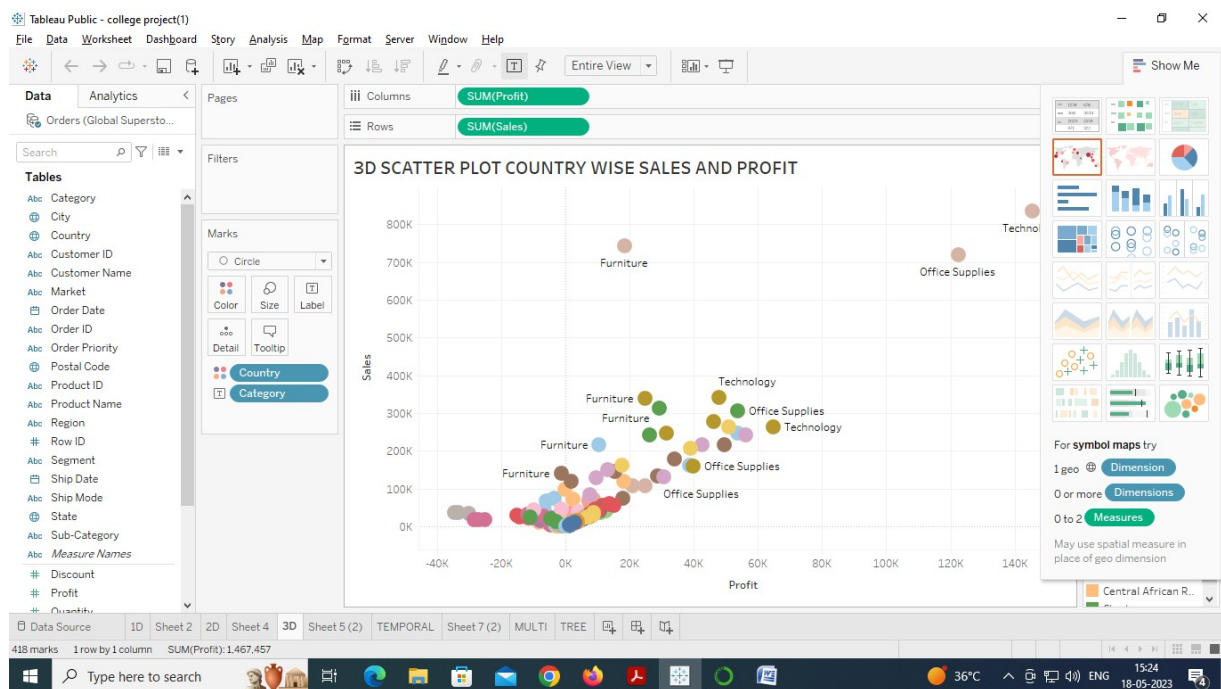 Tableau Public - college project(1)
File Data Worksheet Dashboard Story Analysis Map Format Server Window Help
Entire View
Show Me
Data Analytics
Orders (Global Supersto...
Search
Tables
Abc Category
City
Country
Abc Customer ID
Abc Customer Name
Abc Market
Order Date
Abc Order ID
Abc Order Priority
Postal Code
Abc Product ID
Abc Product Name
Abc Region
# Row ID
Abc Segment
Ship Date
Abc Ship Mode
State
Abc Sub-Category
Abc Measure Names
# Discount
# Profit
# Quantity
Pages
Filters
Marks
Circle
Color Size Label
Detail Tooltip
Country
Category
Columns SUM(Profit)
Rows SUM(Sales)
3D SCATTER PLOT COUNTRY WISE SALES AND PROFIT
800K
700K
600K
500K
400K
300K
200K
100K
0K
Sales
Technol
Furniture
Office Supplies
Technology
Furniture
Office Supplies
Furniture
Technology
Furniture
Office Supplies
Furniture
Office Supplies
-40K -20K 0K 20K 40K 60K 80K 100K 120K 140K
Profit
For symbol maps try
1 geo Dimension
0 or more Dimensions
0 to 2 Measures
May use spatial measure in
place of geo dimension
Central African R..
Data Source 1D Sheet 2 2D Sheet 4 3D Sheet 5 (2) TEMPORAL Sheet 7 (2) MULTI TREE
418 marks 1 row by 1 column SUM(Profit): 1,467,457
Type here to search
36°C
ENG
15:24
18-05-2023
4